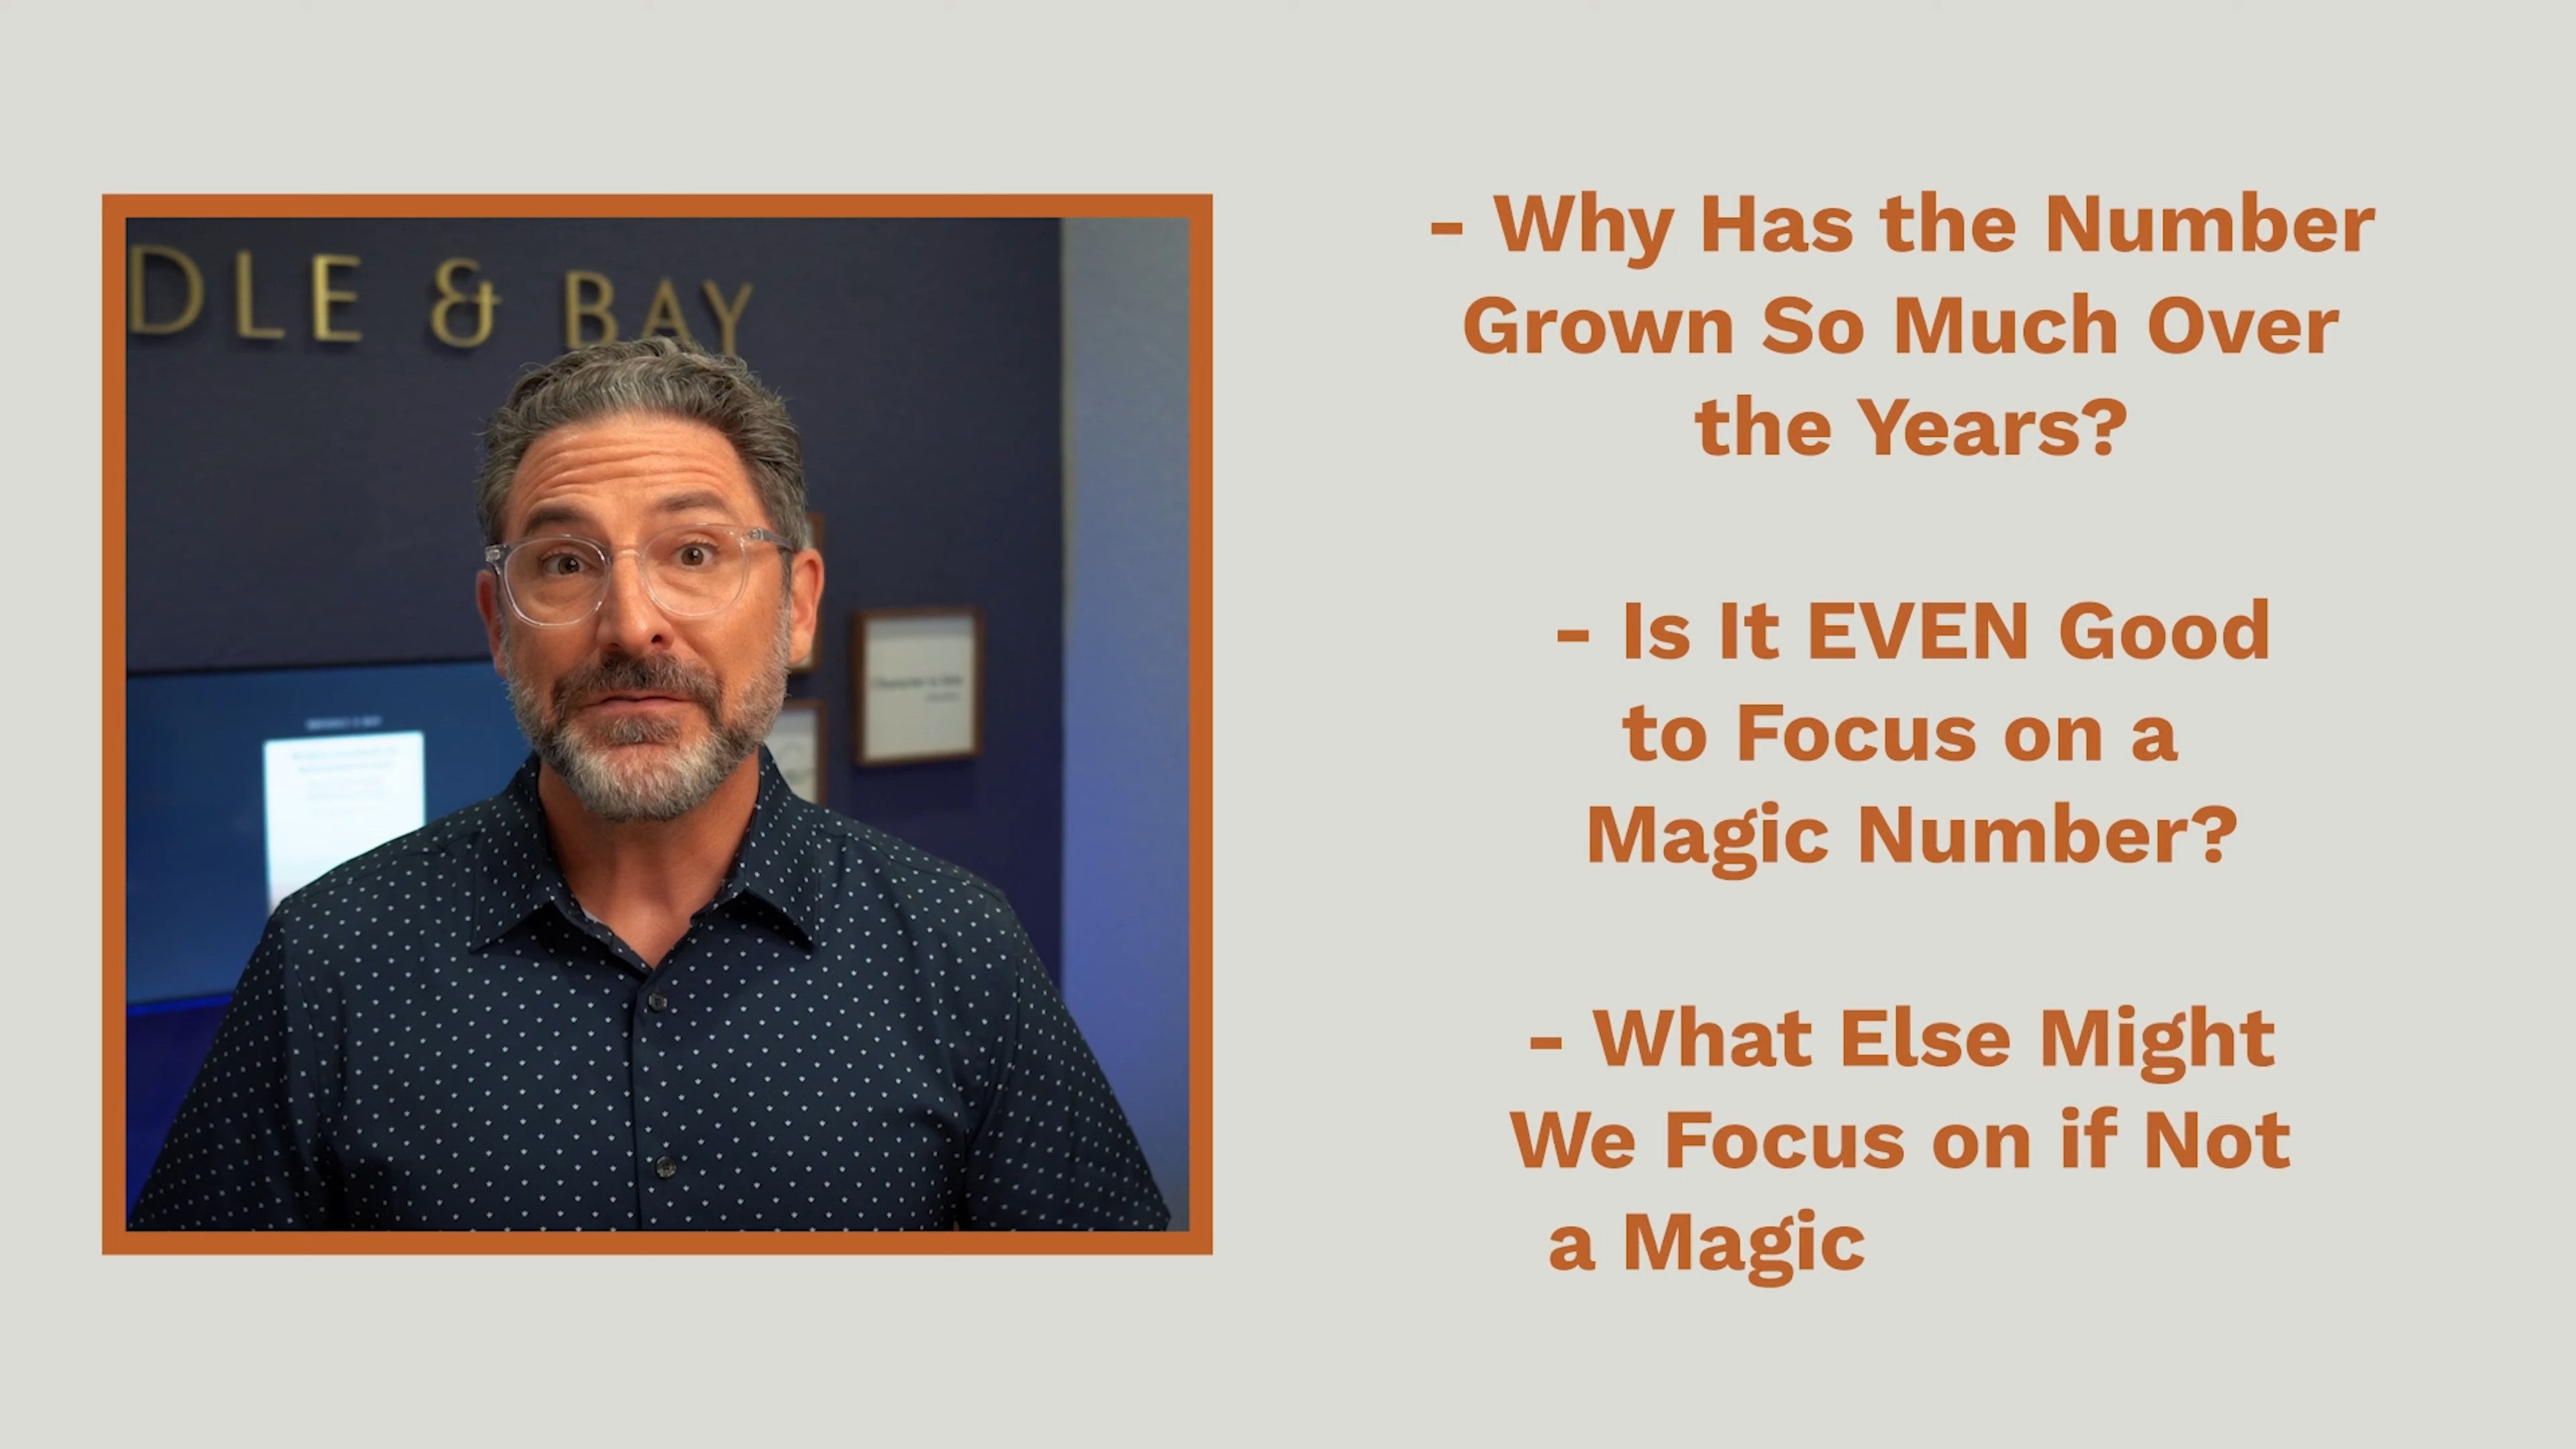 DLE & BAY
- Why Has the Number
Grown So Much Over
the Years?
- Is It EVEN Good
to Focus on a
Magic Number?
- What Else Might
We Focus on if Not
a Magic